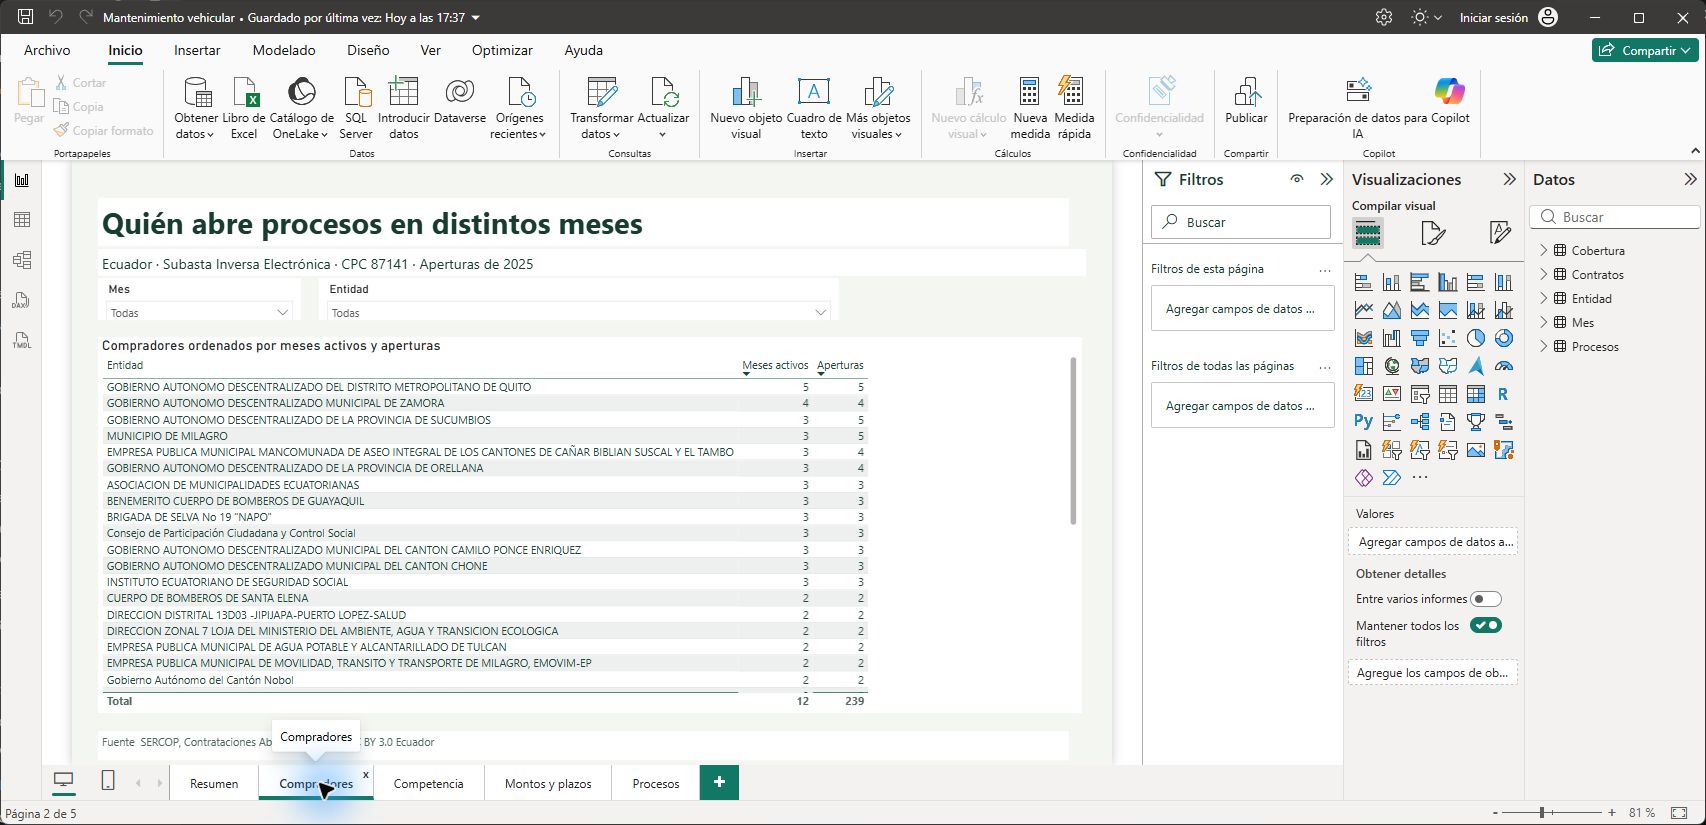 Mantenimiento vehicular • Guardado por última vez: Hoy a las 17:37
Iniciar sesión
Archivo
Inicio
Insertar
Modelado
Diseño
Ver
Optimizar
Ayuda
Compartir
Pegar
Cortar
Copia
Copiar formato
Portapapeles
Obtener datos
Libro de Excel
Catálogo de OneLake
SQL Server
Introducir datos
Dataverse
Orígenes recientes
Datos
Transformar datos
Actualizar
Consultas
Nuevo objeto visual
Cuadro de texto
Más objetos visuales
Insertar
Nuevo cálculo visual
Nueva medida
Medida rápida
Cálculos
Confidencialidad
Confidencialidad
Publicar
Compartir
Preparación de datos para IA
Copilot
Copilot
Quién abre procesos en distintos meses
Ecuador · Subasta Inversa Electrónica · CPC 87141 · Aperturas de 2025
Mes
Todas
Entidad
Todas
Compradores ordenados por meses activos y aperturas
Entidad Meses activos Aperturas
GOBIERNO AUTONOMO DESCENTRALIZADO DEL DISTRITO METROPOLITANO DE QUITO 5 5
GOBIERNO AUTONOMO DESCENTRALIZADO MUNICIPAL DE ZAMORA 4 4
GOBIERNO AUTONOMO DESCENTRALIZADO DE LA PROVINCIA DE SUCUMBIOS 3 5
MUNICIPIO DE MILAGRO 3 5
EMPRESA PUBLICA MUNICIPAL MANCOMUNADA DE ASEO INTEGRAL DE LOS CANTONES DE CAÑAR BIBLIAN SUSCAL Y EL TAMBO 3 4
GOBIERNO AUTONOMO DESCENTRALIZADO DE LA PROVINCIA DE ORELLANA 3 4
ASOCIACION DE MUNICIPALIDADES ECUATORIANAS 3 3
BENEMERITO CUERPO DE BOMBEROS DE GUAYAQUIL 3 3
BRIGADA DE SELVA No 19 "NAPO" 3 3
Consejo de Participación Ciudadana y Control Social 3 3
GOBIERNO AUTONOMO DESCENTRALIZADO MUNICIPAL DEL CANTON CAMILO PONCE ENRIQUEZ 3 3
GOBIERNO AUTONOMO DESCENTRALIZADO MUNICIPAL DEL CANTON CHONE 3 3
INSTITUTO ECUATORIANO DE SEGURIDAD SOCIAL 3 3
CUERPO DE BOMBEROS DE SANTA ELENA 2 2
DIRECCION DISTRITAL 13D03 -JIPIJAPA-PUERTO LOPEZ-SALUD 2 2
DIRECCION ZONAL 7 LOJA DEL MINISTERIO DEL AMBIENTE, AGUA Y TRANSICION ECOLOGICA 2 2
EMPRESA PUBLICA MUNICIPAL DE AGUA POTABLE Y ALCANTARILLADO DE TULCAN 2 2
EMPRESA PUBLICA MUNICIPAL DE MOVILIDAD, TRANSITO Y TRANSPORTE DE MILAGRO, EMOVIM-EP 2 2
Gobierno Autónomo del Cantón Nobol 2 2
Total 12 239
Compradores
Fuente SERCOP, Contrataciones Ab BY 3.0 Ecuador
Filtros
Buscar
Filtros de esta página ...
Agregar campos de datos ...
Filtros de todas las páginas ...
Agregar campos de datos ...
Visualizaciones
Compilar visual
123
R
Py
...
Valores
Agregar campos de datos a...
Obtener detalles
Entre varios informes
Mantener todos los filtros
Agregue los campos de ob...
Datos
Buscar
Cobertura
Contratos
Entidad
Mes
Procesos
DAX
TMDL
Resumen
Compradores x
Competencia
Montos y plazos
Procesos
+
Página 2 de 5
- + 81 %